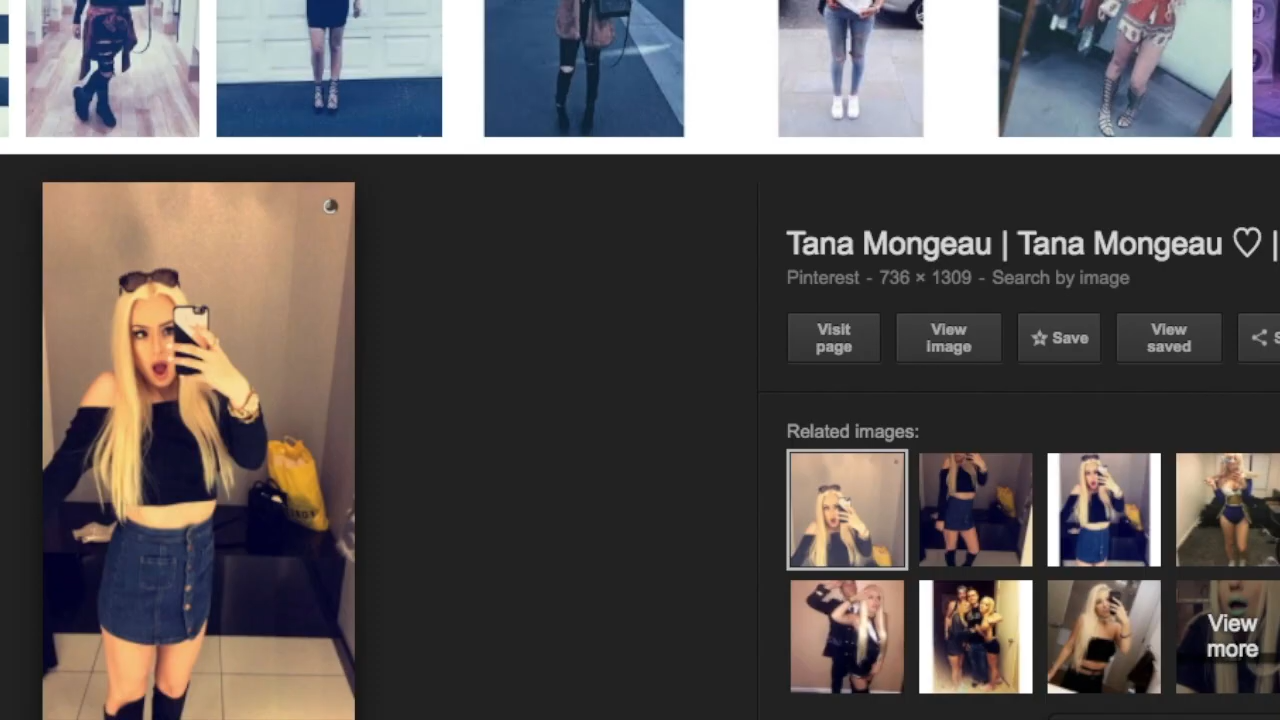 Tana Mongeau | Tana Mongeau ♡ |
Pinterest - 736 × 1309 - Search by image
Visit page
View image
Save
View saved
Related images:
View more